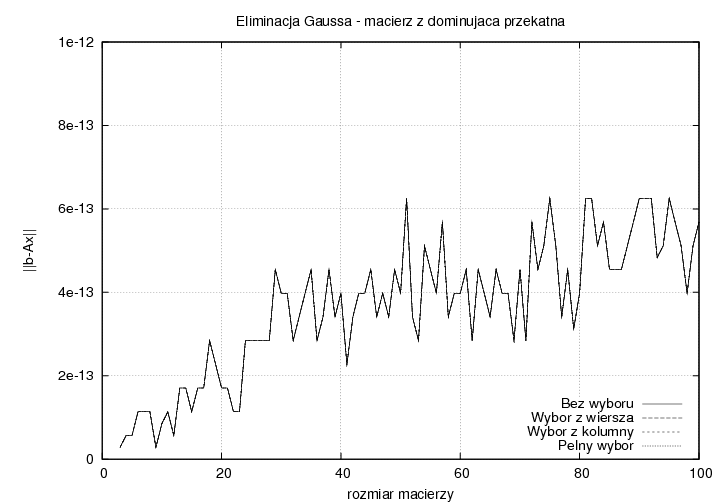 Eliminacja Gaussa - macierz z dominujaca przekatna
1e-12
8e-13
6e-13
||b-Ax||
4e-13
2e-13
Bez wyboru
Wybor z wiersza
Wybor z kolumny
Pelny wybor
0
0 20 40 60 80 100
rozmiar macierzy